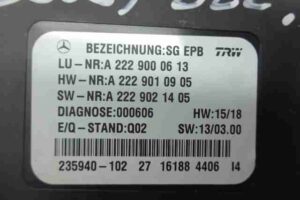 BEZEICHNUNG:SG EPB TRW
LU-NR:A 222 900 06 13
HW-NR:A 222 901 09 05
SW-NR:A 222 902 14 05
DIAGNOSE:000606 HW:15/18
E/Q-STAND:Q02 SW:13/03.00
235940-102 27 16188 4406 I4